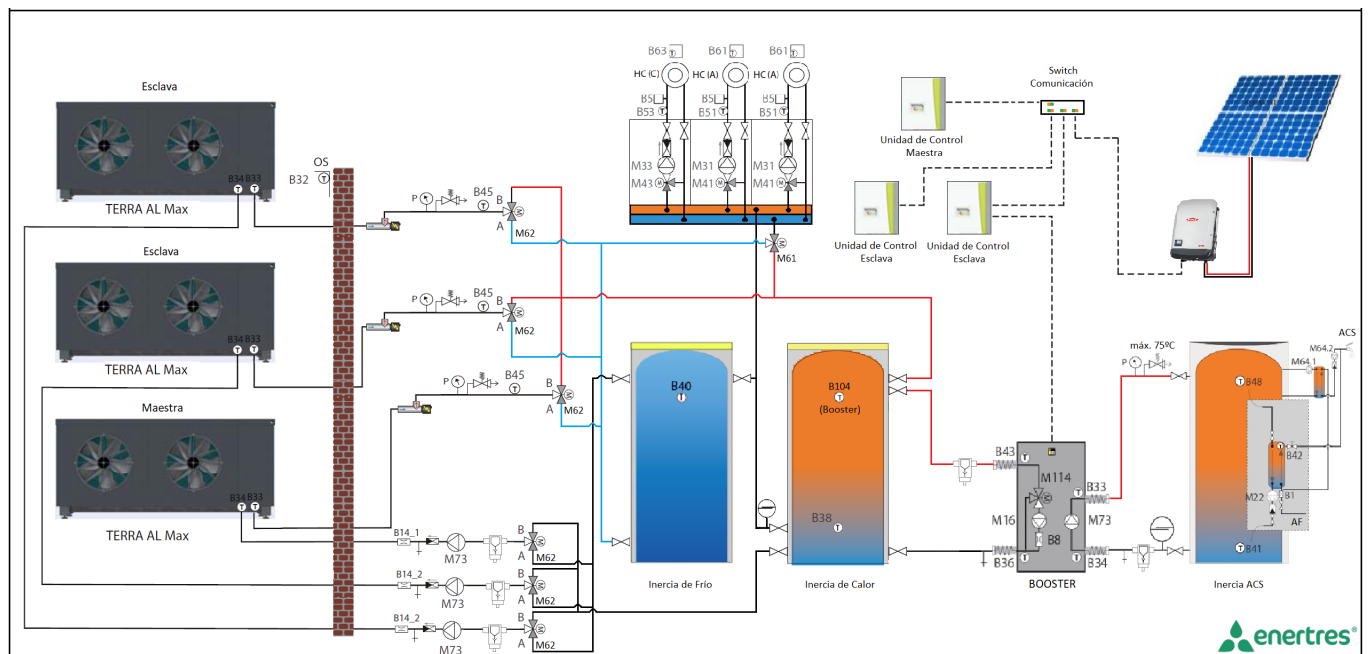 B63 T
B61 T
B61 T
HC (C)
HC (A)
HC (A)
B5
B5
B5
B53 T
B51 T
B51 T
M33
M31
M31
M43 M
M41 M
M41 M
M
M61
Switch
Comunicación
Unidad de Control
Maestra
Unidad de Control
Esclava
Unidad de Control
Esclava
Esclava
B34
B33
T
T
TERRA AL Max
OS
B32
T
P
B45
T
B
A
M
M62
Esclava
B34
B33
T
T
TERRA AL Max
P
B45
T
B
A
M
M62
Maestra
B34
B33
T
T
TERRA AL Max
P
B45
T
B
A
M
M62
B14_1
M73
B
A
M
M62
B14_2
M73
B
A
M
M62
B14_2
M73
B
A
M
M62
B40
T
Inercia de Frío
B104
T
(Booster)
B38
T
Inercia de Calor
B43
T
M114
M
M16
B8
B33
T
M73
T
T
B36
B34
BOOSTER
máx. 75ºC
P
ACS
M64.2
M64.1
T B48
T
B42
M22
B1
AF
T B41
Inercia ACS
enertres®